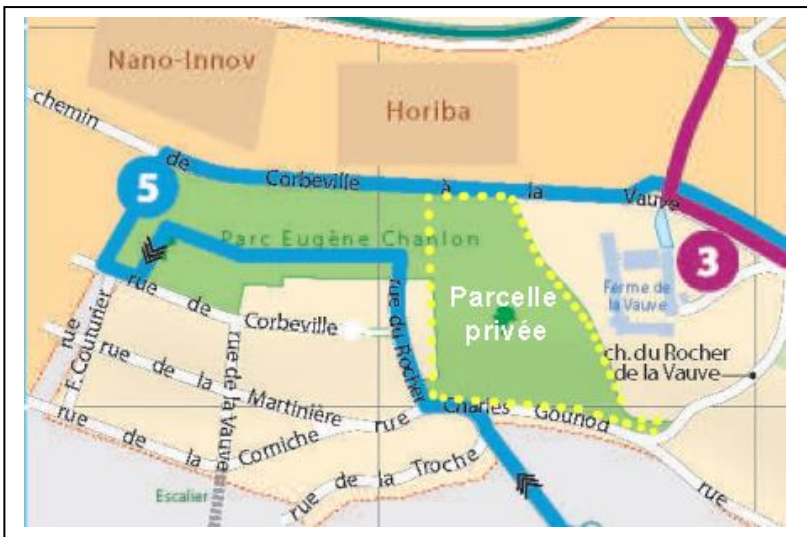 Nano-Innov
Horiba
chemin de Corbeville à la Vauve
5
Parc Eugène Chanlon
3
Ferme de
la Vauve
Parcelle
privée
rue de Corbeville
rue du Rocher
rue F. Couturier
ch. du Rocher
de la Vauve
rue de la Martinière
rue de la Vauve
rue Charles Gounod
rue de la Corniche
rue de la Troche
rue
Escalier